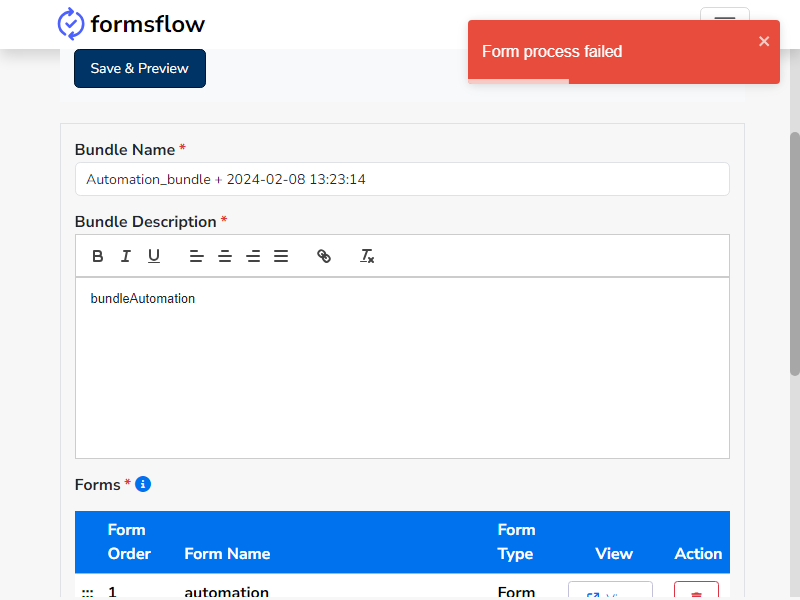 formsflow
Form process failed
Save & Preview
Bundle Name *
Automation_bundle + 2024-02-08 13:23:14
Bundle Description *
B I U
bundleAutomation
Forms *
Form Order Form Name Form Type View Action
1 automation Form